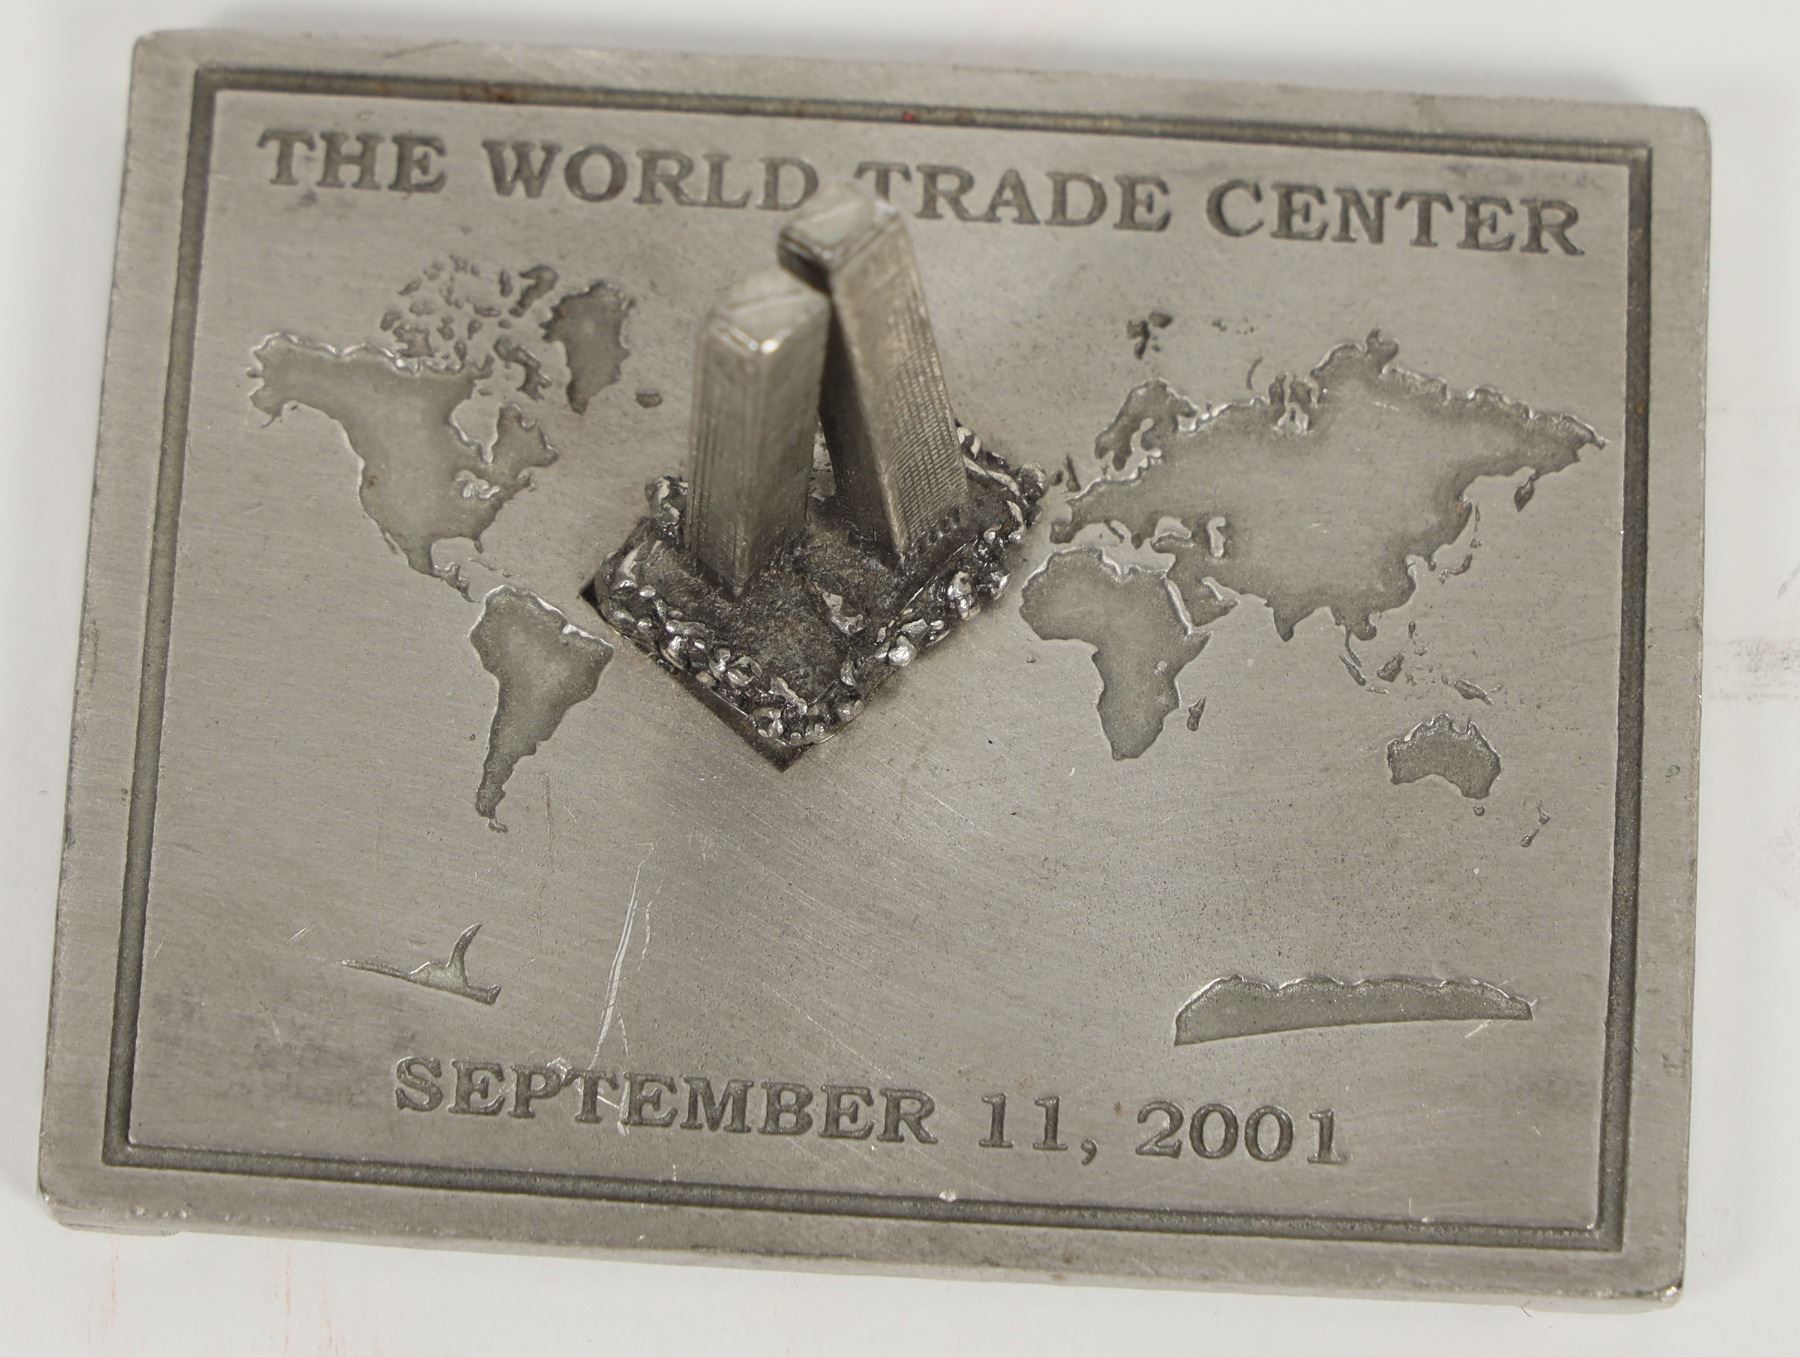 THE WORLD TRADE CENTER
SEPTEMBER 11, 2001